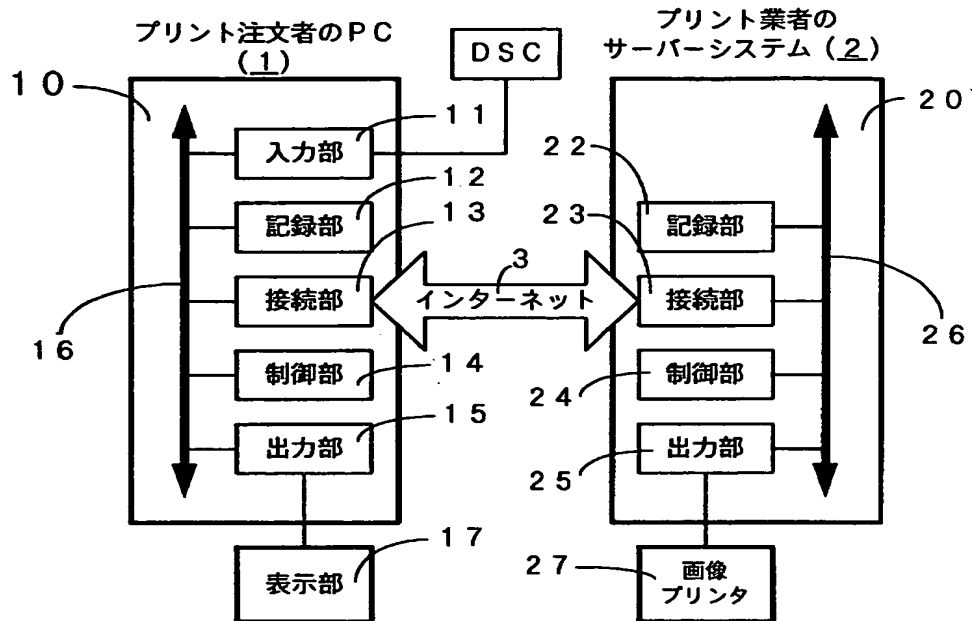 プリント注文者のPC
(1)
DSC
プリント業者の
サーバーシステム(2)
10
20
11
入力部
12
22
記録部
記録部
13
23
接続部
3
インターネット
接続部
16
26
制御部
14
制御部
24
15
出力部
出力部
25
17
表示部
27
画像
プリンタ